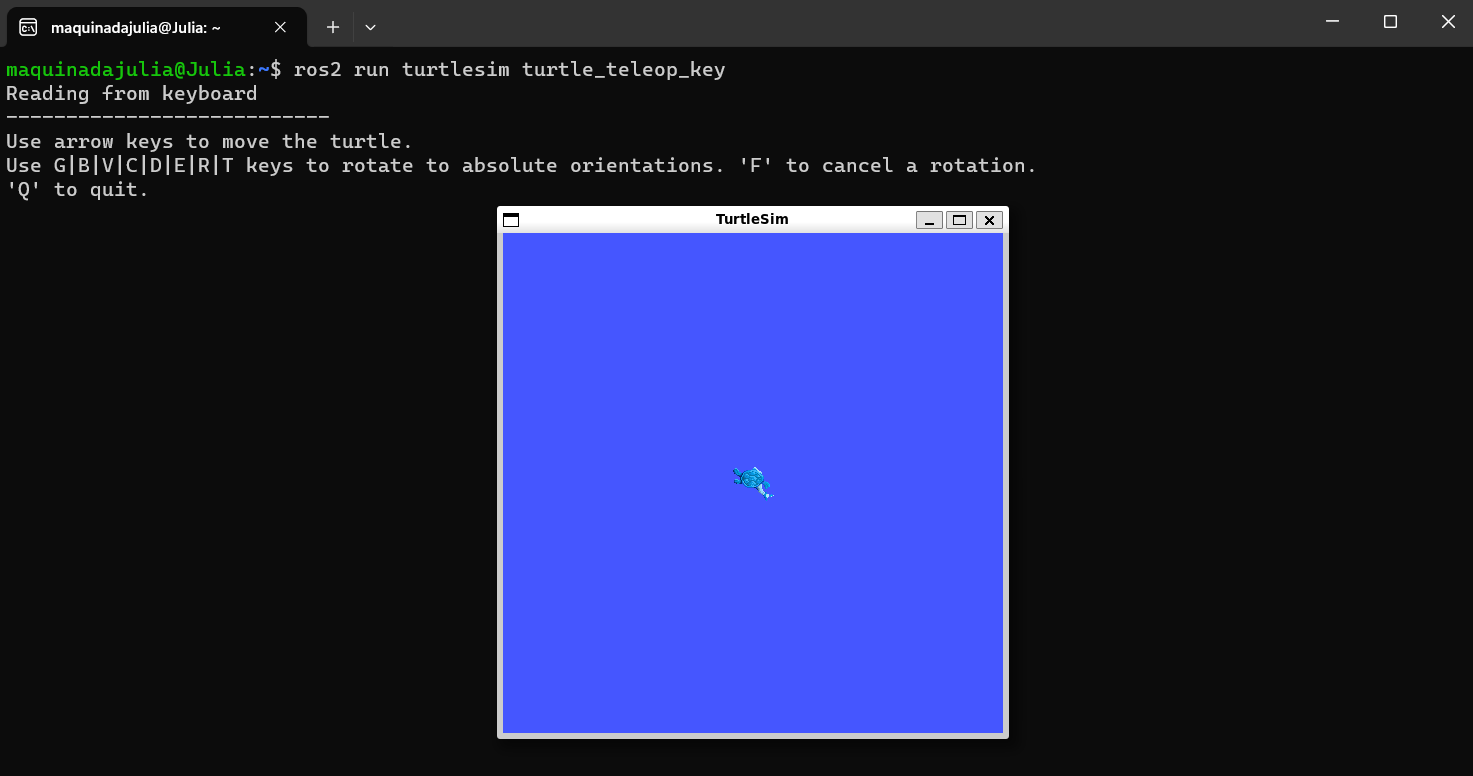 maquinadajulia@Julia: ~
maquinadajulia@Julia:~$ ros2 run turtlesim turtle_teleop_key
Reading from keyboard
---------------------------
Use arrow keys to move the turtle.
Use G|B|V|C|D|E|R|T keys to rotate to absolute orientations. 'F' to cancel a rotation.
'Q' to quit.
TurtleSim